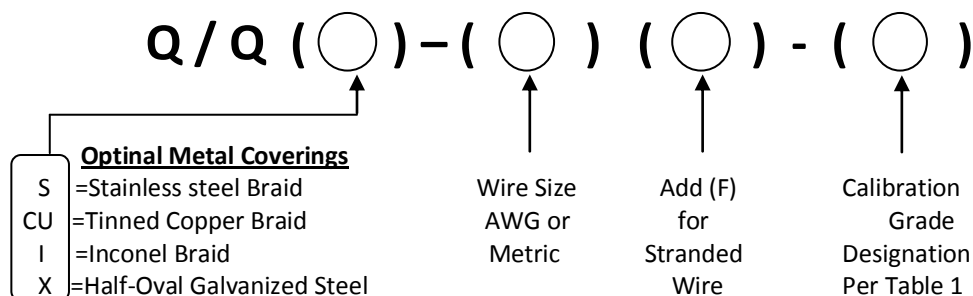 Q / Q ( ) – ( ) ( ) - ( )
Optinal Metal Coverings
S =Stainless steel Braid
CU =Tinned Copper Braid
I =Inconel Braid
X =Half-Oval Galvanized Steel
Wire Size
AWG or
Metric
Add (F)
for
Stranded
Wire
Calibration
Grade
Designation
Per Table 1